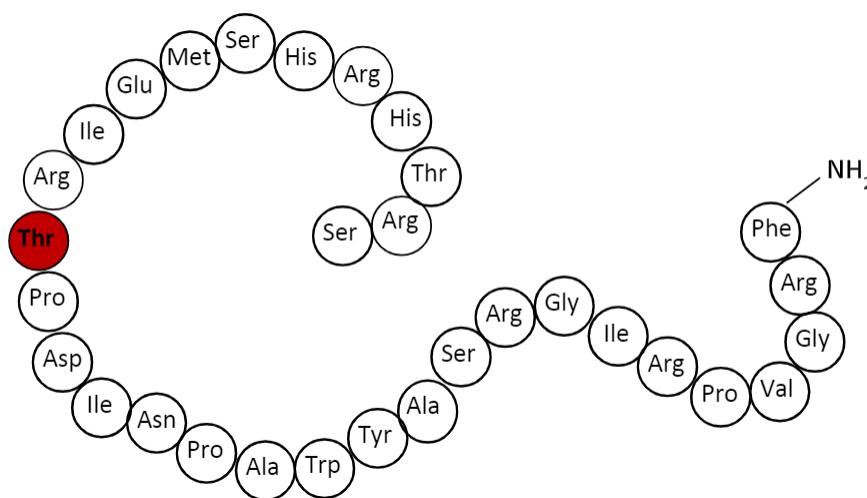 Ser
Arg
Thr
His
Arg
His
Ser
Met
Glu
Ile
Arg
Thr
Pro
Asp
Ile
Asn
Pro
Ala
Trp
Tyr
Ala
Ser
Arg
Gly
Ile
Arg
Pro
Val
Gly
Arg
Phe
NH₂